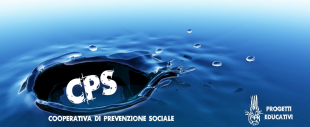 CPS
COOPERATIVA DI PREVENZIONE SOCIALE
PROGETTI
EDUCATIVI